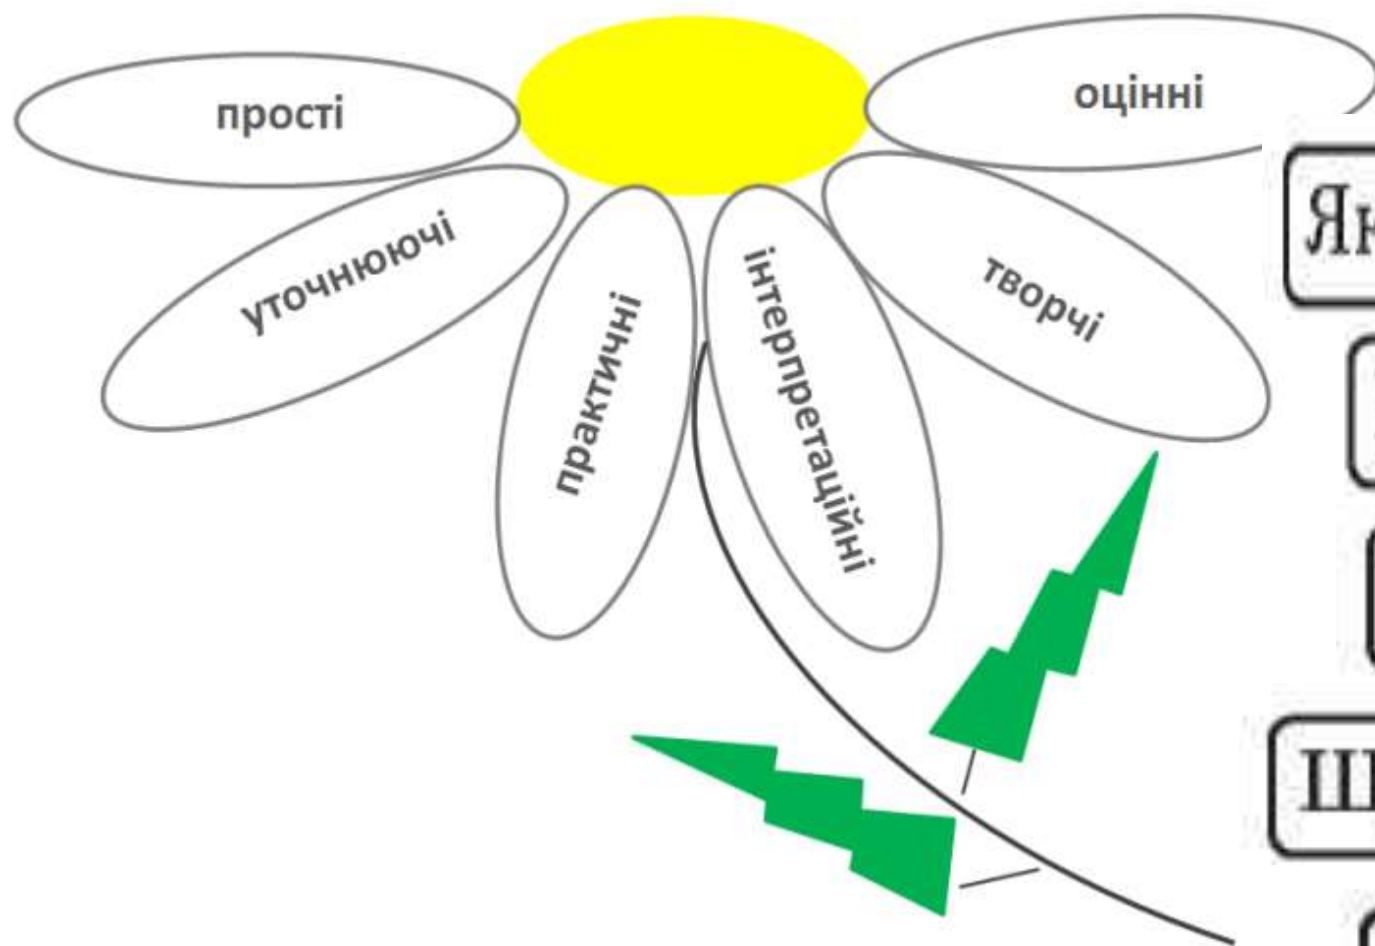 прості
уточнюючі
практичні
інтерпретаційні
творчі
оцінні